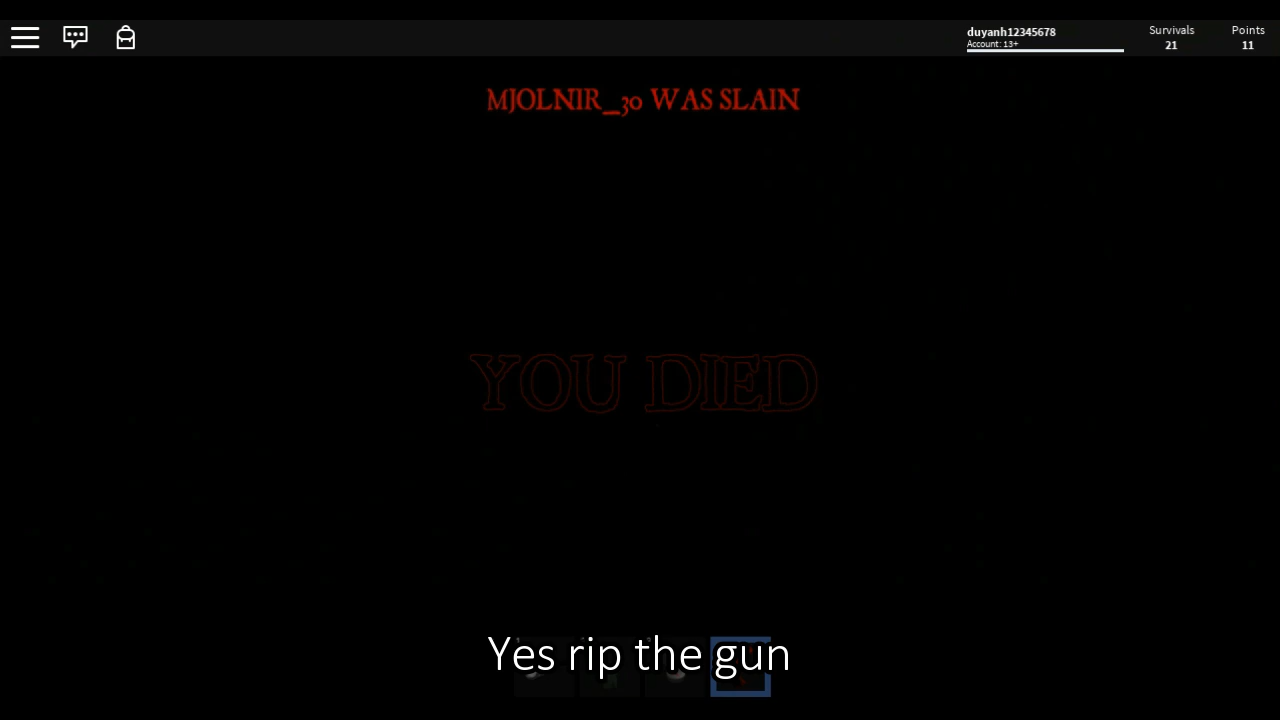 duyanh12345678
Account: 13+
Survivals
21
Points
11
MJOLNIR_30 WAS SLAIN
YOU DIED
Yes rip the gun